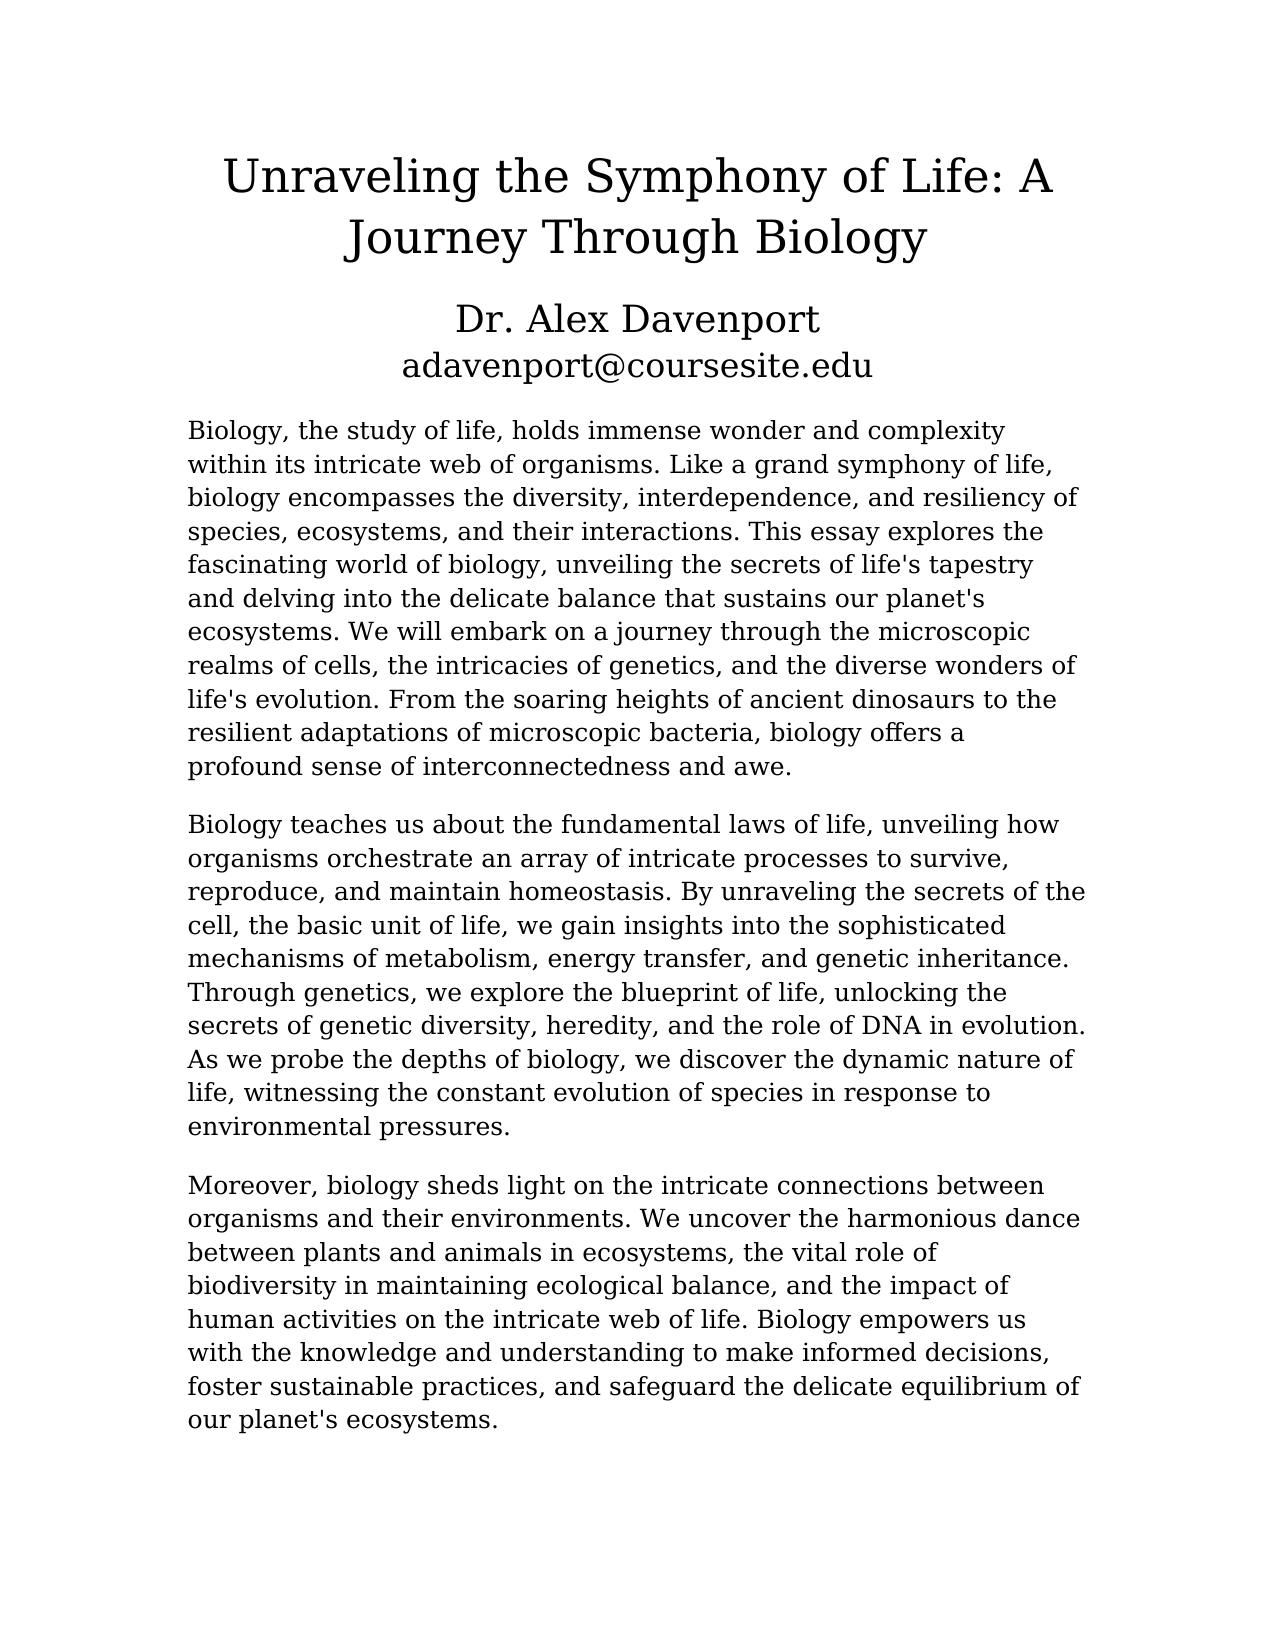 Unraveling the Symphony of Life: A
Journey Through Biology
Dr. Alex Davenport
adavenport@coursesite.edu
Biology, the study of life, holds immense wonder and complexity
within its intricate web of organisms. Like a grand symphony of life,
biology encompasses the diversity, interdependence, and resiliency of
species, ecosystems, and their interactions. This essay explores the
fascinating world of biology, unveiling the secrets of life's tapestry
and delving into the delicate balance that sustains our planet's
ecosystems. We will embark on a journey through the microscopic
realms of cells, the intricacies of genetics, and the diverse wonders of
life's evolution. From the soaring heights of ancient dinosaurs to the
resilient adaptations of microscopic bacteria, biology offers a
profound sense of interconnectedness and awe.
Biology teaches us about the fundamental laws of life, unveiling how
organisms orchestrate an array of intricate processes to survive,
reproduce, and maintain homeostasis. By unraveling the secrets of the
cell, the basic unit of life, we gain insights into the sophisticated
mechanisms of metabolism, energy transfer, and genetic inheritance.
Through genetics, we explore the blueprint of life, unlocking the
secrets of genetic diversity, heredity, and the role of DNA in evolution.
As we probe the depths of biology, we discover the dynamic nature of
life, witnessing the constant evolution of species in response to
environmental pressures.
Moreover, biology sheds light on the intricate connections between
organisms and their environments. We uncover the harmonious dance
between plants and animals in ecosystems, the vital role of
biodiversity in maintaining ecological balance, and the impact of
human activities on the intricate web of life. Biology empowers us
with the knowledge and understanding to make informed decisions,
foster sustainable practices, and safeguard the delicate equilibrium of
our planet's ecosystems.